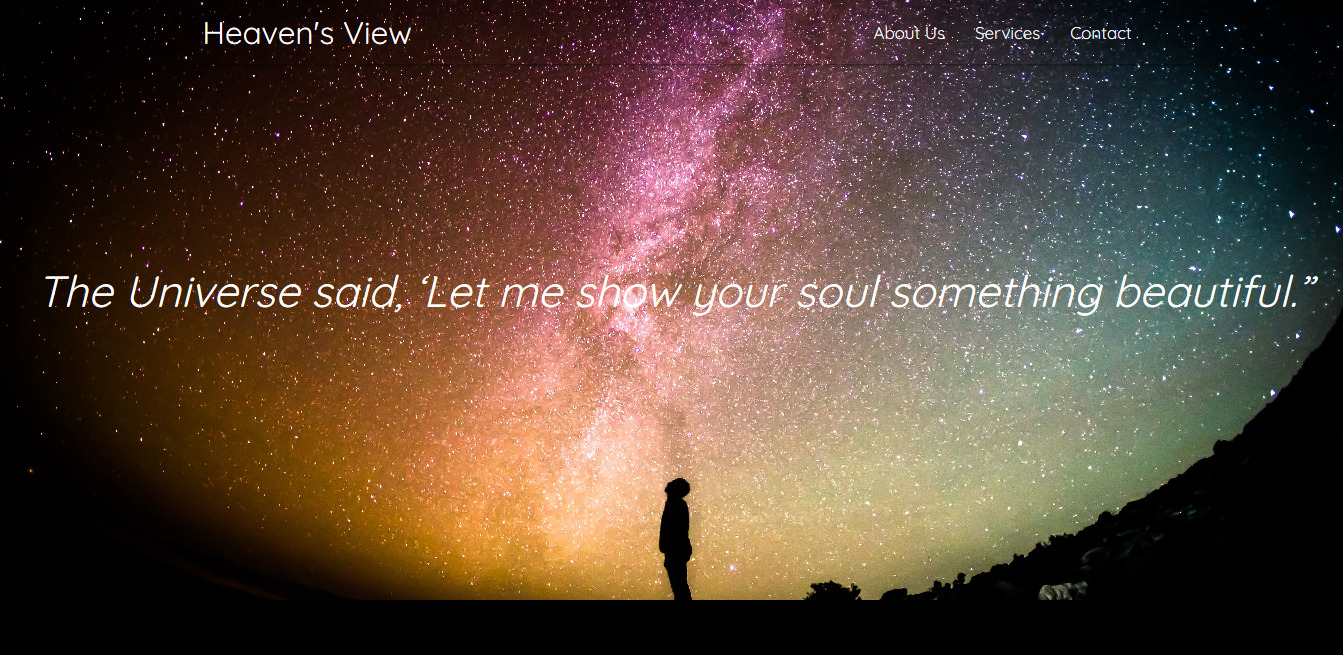 Heaven's View
About Us Services Contact
The Universe said, ‘Let me show your soul something beautiful.”